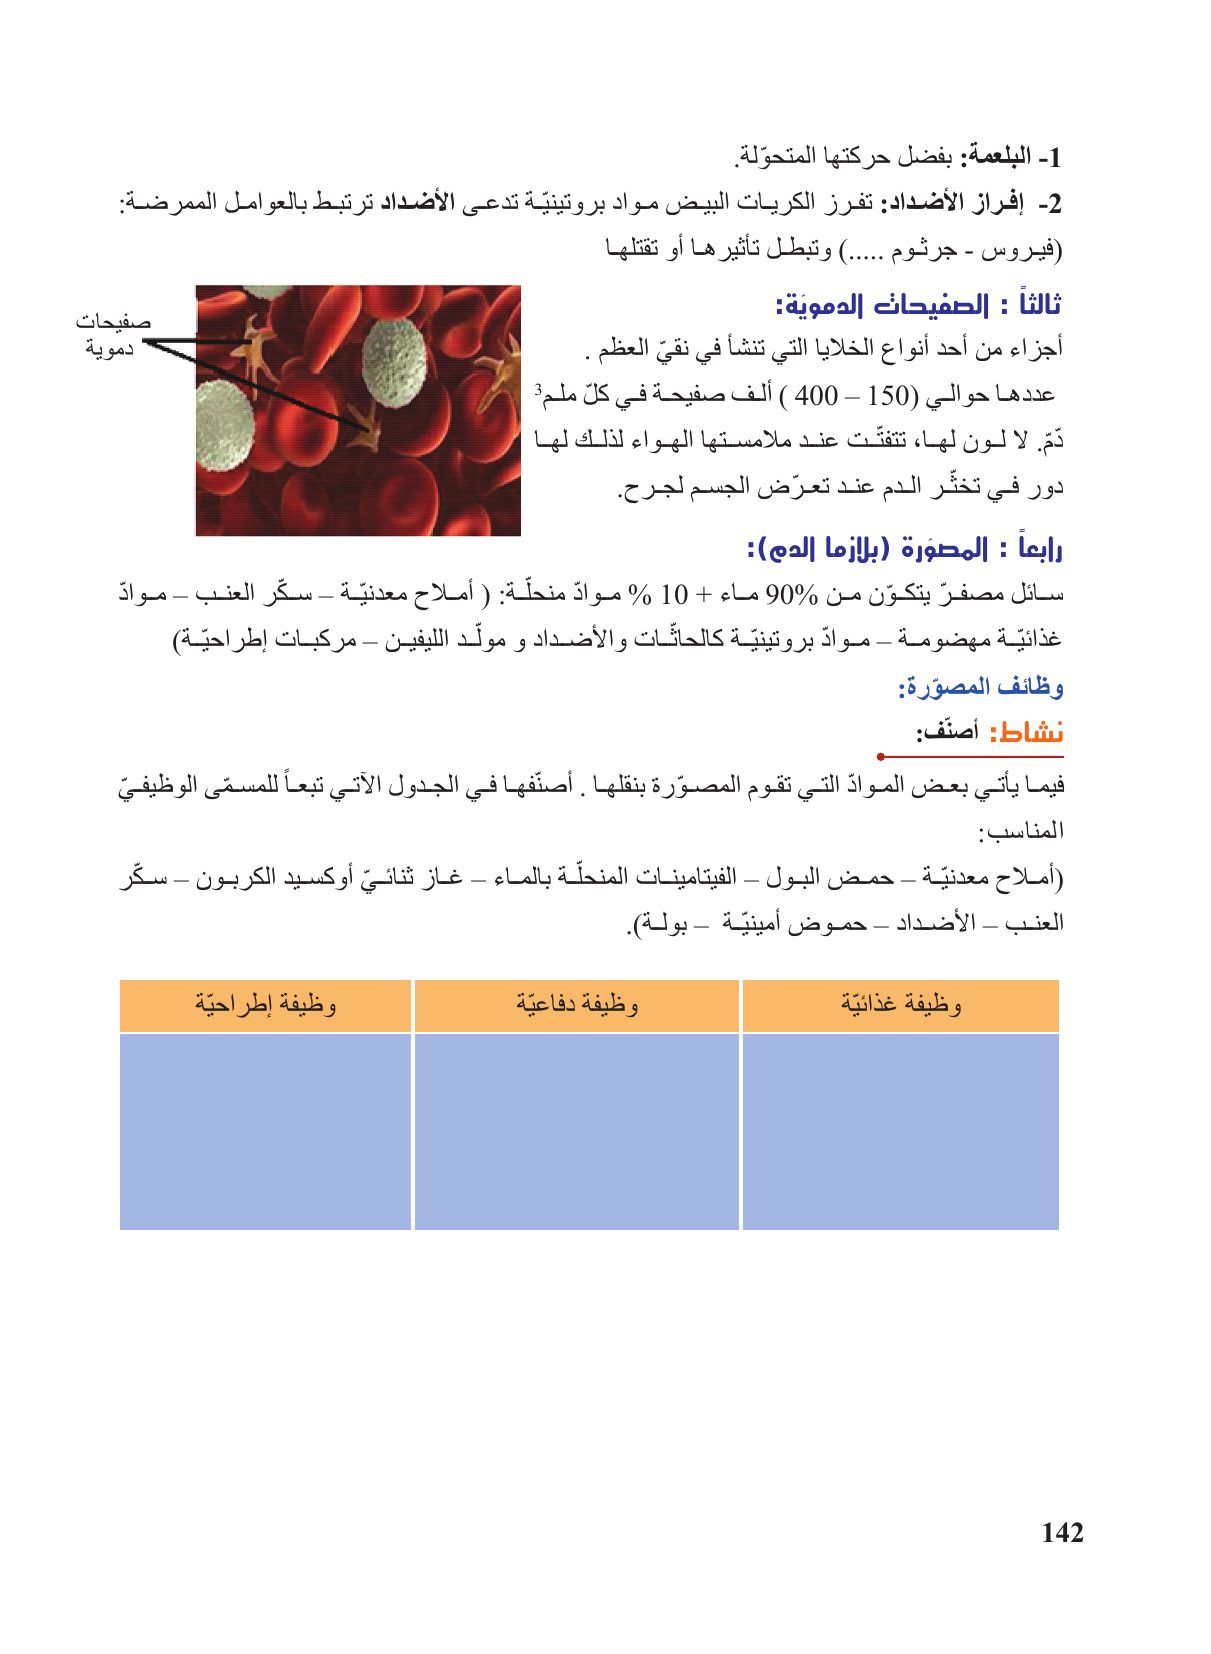 1- البلعمة: بفضل حركتها المتحوّلة.
2- إفراز الأضداد: تفرز الكريات البيض مواد بروتينيّة تدعى الأضداد ترتبط بالعوامل الممرضة:
(فيروس - جرثوم .....) وتبطل تأثيرها أو تقتلها
ثالثاً : الصفيحات الدمويَة:
أجزاء من أحد أنواع الخلايا التي تنشأ في نقيّ العظم .
عددها حوالي (150 – 400 ) ألف صفيحة في كلّ ملم3
دّمّ. لا لون لها، تتفتّت عند ملامستها الهواء لذلك لها
دور في تخثّر الدم عند تعرّض الجسم لجرح.
صفيحات
دموية
رابعاً : المصوَرة (بلازما الدم):
سائل مصفرّ يتكوّن من 90% ماء + 10 % موادّ منحلّة: ( أملاح معدنيّة – سكّر العنب – موادّ
غذائيّة مهضومة – موادّ بروتينيّة كالحاثّات والأضداد و مولّد الليفين – مركبات إطراحيّة)
وظائف المصوّرة:
نشاط: أصنّف:
فيما يأتي بعض الموادّ التي تقوم المصوّرة بنقلها . أصنّفها في الجدول الآتي تبعاً للمسمّى الوظيفيّ
المناسب:
(أملاح معدنيّة – حمض البول – الفيتامينات المنحلّة بالماء – غاز ثنائيّ أوكسيد الكربون – سكّر
العنب – الأضداد – حموض أمينيّة – بولة).
وظيفة غذائيّة وظيفة دفاعيّة وظيفة إطراحيّة
142